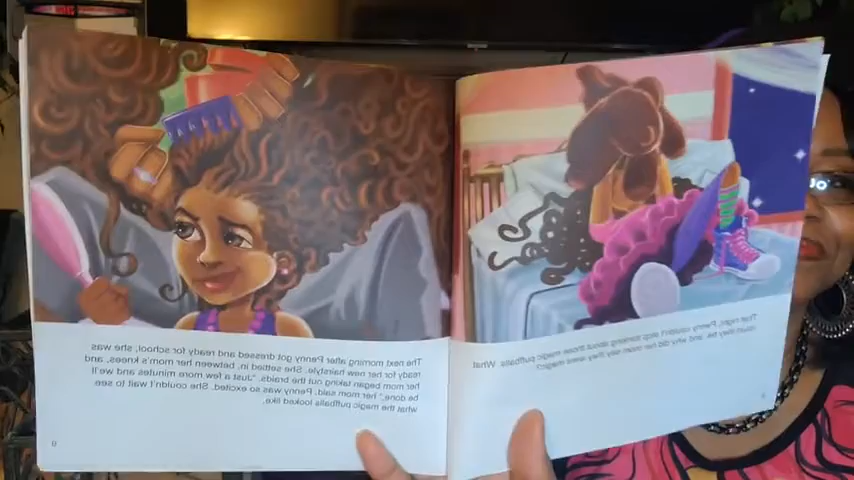 That night, Penny couldn't stop thinking about those magic puffballs. What
could they be, and why did her mom say they were magic?
8
The next morning after Penny got dressed and ready for school, she was
ready for her new hairstyle. She settled in, between her mom's knees, and
her mom began taking out the braids. "Just a few more minutes and we'll
be done," her mom said. Penny was so excited. She couldn't wait to see
what the magic puffballs looked like.
9